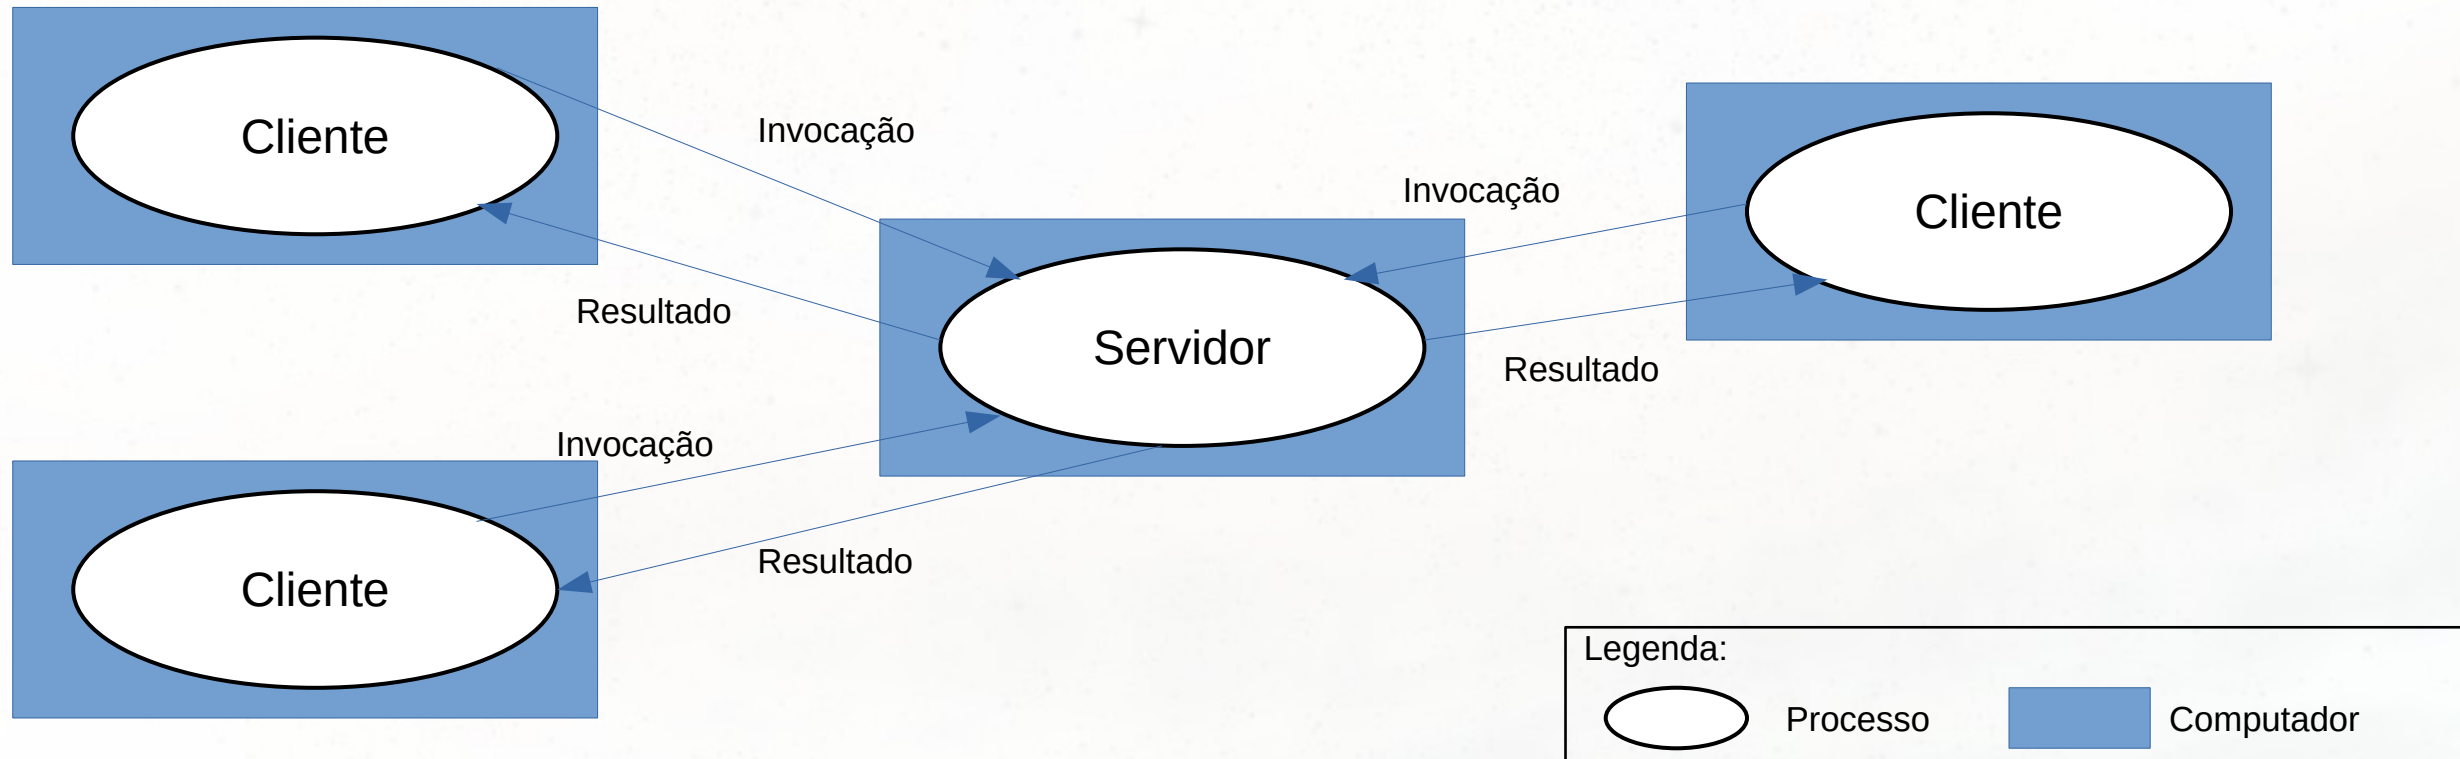 Cliente
Invocação
Invocação
Cliente
Resultado
Servidor
Resultado
Invocação
Resultado
Cliente
Legenda:
Processo
Computador